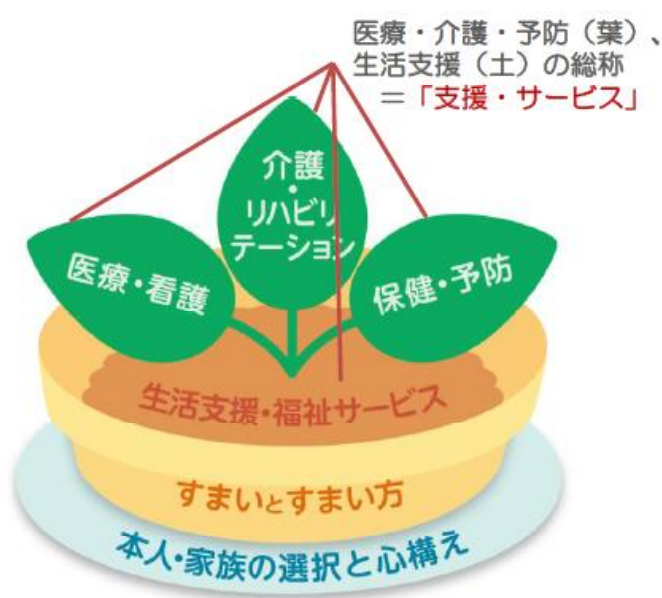 医療・介護・予防（葉）、
生活支援（土）の総称
＝「支援・サービス」
介護
・
リハビリ
テーション
医療・看護
保健・予防
生活支援・福祉サービス
すまいとすまい方
本人・家族の選択と心構え